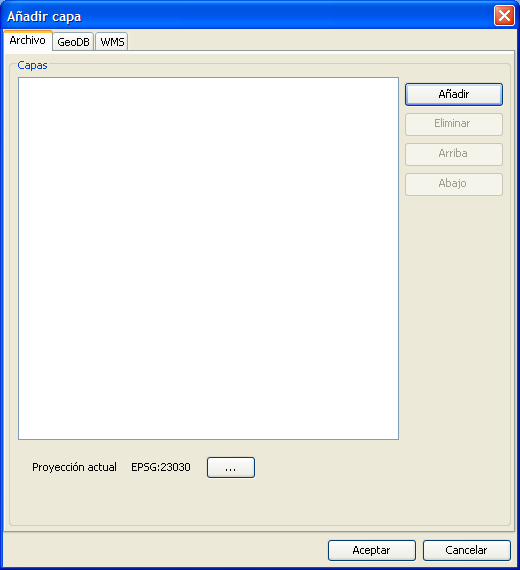 Añadir capa
Archivo GeoDB WMS
Capas
Añadir
Eliminar
Arriba
Abajo
Proyección actual EPSG:23030 ...
Aceptar Cancelar